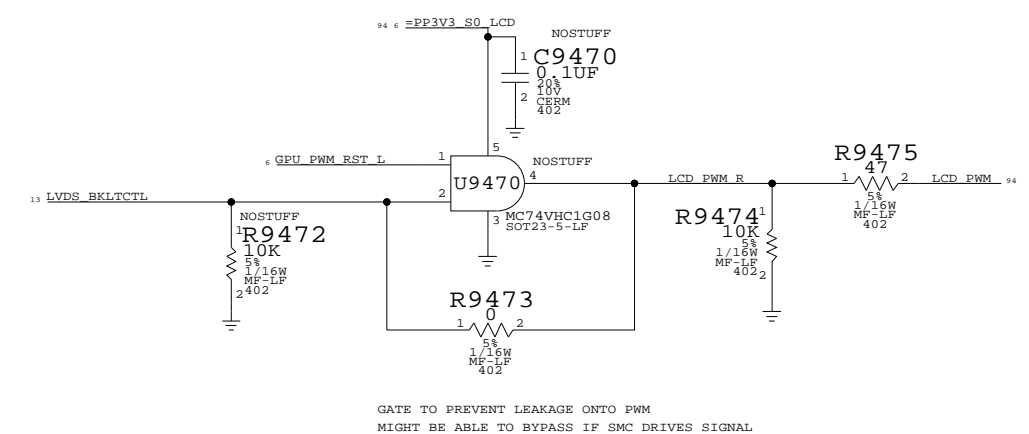 94 6 =PP3V3_S0_LCD
NOSTUFF
1 C9470
0.1UF
20%
10V
2 CERM
402
6 GPU_PWM_RST_L 1
5
NOSTUFF
4
U9470
2
3 MC74VHC1G08
SOT23-5-LF
13 LVDS_BKLTCTL
NOSTUFF
1 R9472
10K
5%
1/16W
MF-LF
2 402
R9473
0
1 2
5%
1/16W
MF-LF
402
LCD_PWM_R
R9474 1
10K
5%
1/16W
MF-LF
402 2
R9475
47
1 2
5%
1/16W
MF-LF
402
LCD_PWM 94
GATE TO PREVENT LEAKAGE ONTO PWM
MIGHT BE ABLE TO BYPASS IF SMC DRIVES SIGNAL